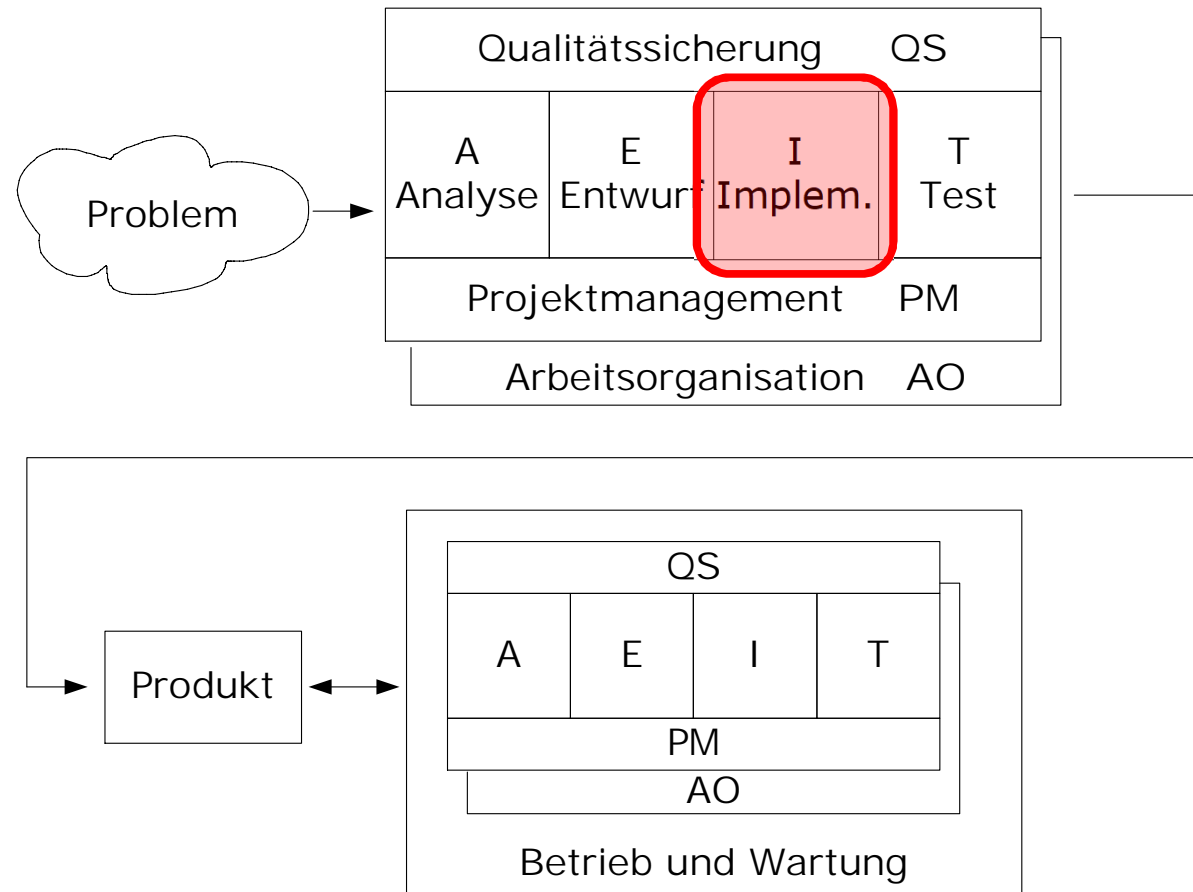 Qualitätssicherung QS
Problem
A
Analyse
E
Entwurf
I
Implem.
T
Test
Projektmanagement PM
Arbeitsorganisation AO
Produkt
QS
A
E
I
T
PM
AO
Betrieb und Wartung